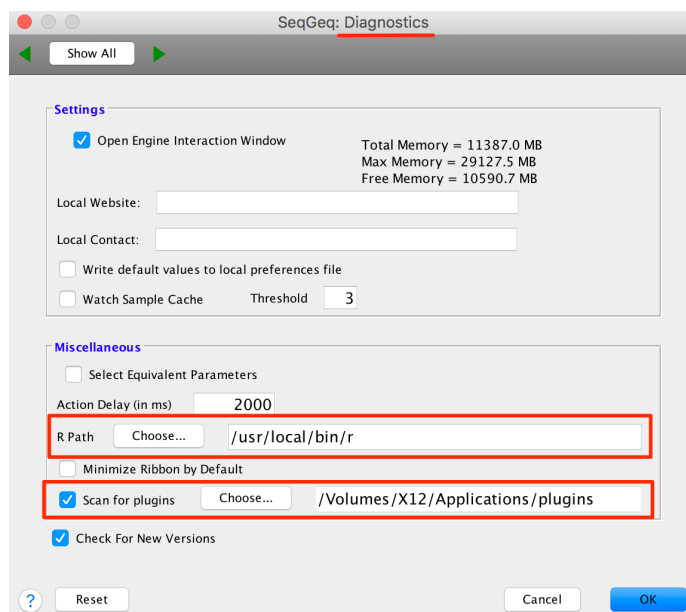 SeqGeq: Diagnostics
Show All
Settings
Open Engine Interaction Window
Total Memory = 11387.0 MB
Max Memory = 29127.5 MB
Free Memory = 10590.7 MB
Local Website:
Local Contact:
Write default values to local preferences file
Watch Sample Cache Threshold 3
Miscellaneous
Select Equivalent Parameters
Action Delay (in ms) 2000
R Path Choose... /usr/local/bin/r
Minimize Ribbon by Default
Scan for plugins Choose... /Volumes/X12/Applications/plugins
Check For New Versions
? Reset Cancel OK